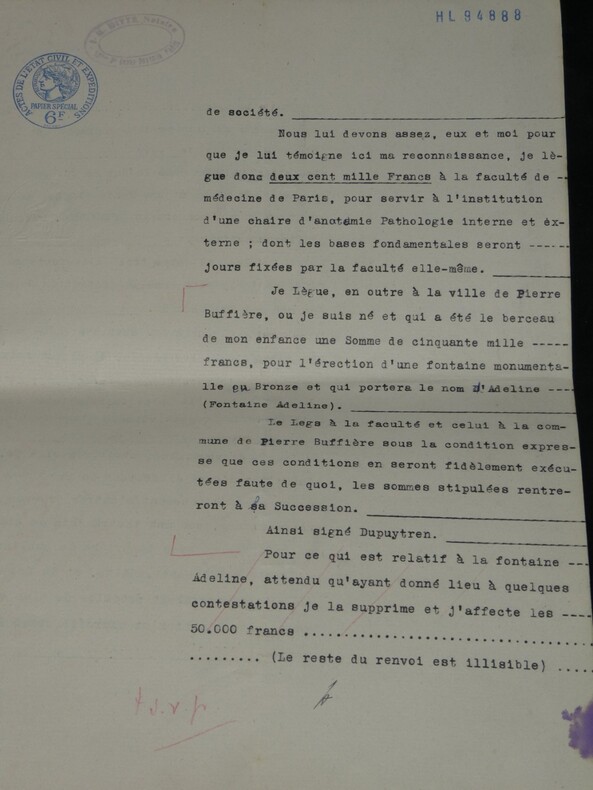 HL 94888
ACTES DE L'ÉTAT CIVIL ET EXPÉDITIONS
PAPIER SPÉCIAL
6F
de société.
Nous lui devons assez, eux et moi pour
que je lui témoigne ici ma reconnaissance, je lè-
gue donc deux cent mille Francs à la faculté de --
médecine de Paris, pour servir à l'institution
d'une chaire d'anatomie Pathologie interne et éx-
terne ; dont les bases fondamentales seront -----
jours fixées par la faculté elle-même.
Je Lègue, en outre à la ville de Pierre
Buffière, ou je suis né et qui a été le berceau
de mon enfance une Somme de cinquante mille -----
francs, pour l'érection d'une fontaine monumenta-
lle en Bronze et qui portera le nom d'Adeline ----
(Fontaine Adeline).
Le Legs à la faculté et celui à la com-
mune de Pierre Buffière sous la condition expres-
se que ces conditions en seront fidèlement exécu-
tées faute de quoi, les sommes stipulées rentre-
ront à sa Succession.
Ainsi signé Dupuytren.
Pour ce qui est relatif à la fontaine ---
Adeline, attendu qu'ayant donné lieu à quelques
contestations je la supprime et j'affecte les ----
50.000 francs ......................................
......... (Le reste du renvoi est illisible) .....
t.s.v.p